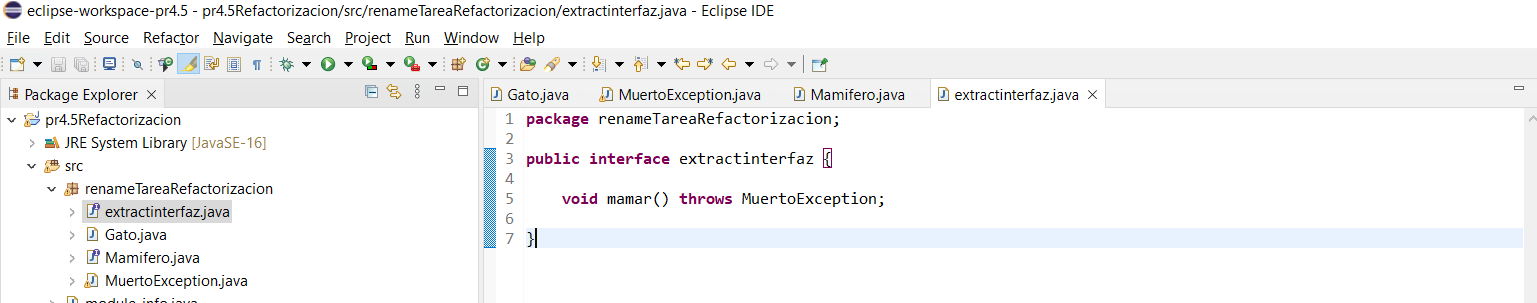 eclipse-workspace-pr4.5 - pr4.5Refactorizacion/src/renameTareaRefactorizacion/extractinterfaz.java - Eclipse IDE
File Edit Source Refactor Navigate Search Project Run Window Help
Package Explorer
pr4.5Refactorizacion
JRE System Library [JavaSE-16]
src
renameTareaRefactorizacion
extractinterfaz.java
Gato.java
Mamifero.java
MuertoException.java
module-info.java
Gato.java MuertoException.java Mamifero.java extractinterfaz.java
1 package renameTareaRefactorizacion;
2
3 public interface extractinterfaz {
4
5 void mamar() throws MuertoException;
6
7 }